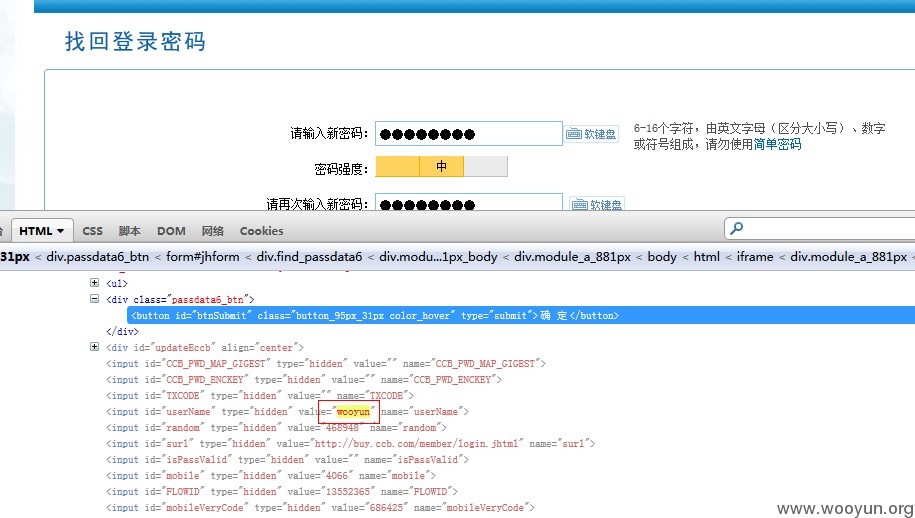 找回登录密码
请输入新密码： ●●●●●●●● 软键盘 6-16个字符，由英文字母（区分大小写）、数字
或符号组成，请勿使用简单密码
密码强度： 中
请再次输入新密码： ●●●●●●●● 软键盘
HTML CSS 脚本 DOM 网络 Cookies
31px < div.passdata6_btn < form#jhform < div.find_passdata6 < div.modu...1px_body < div.module_a_881px < body < html < iframe < div.module_a_881px <
<ul>
<div class="passdata6_btn">
<button id="btnSubmit" class="button_95px_31px color_hover" type="submit">确 定</button>
</div>
<div id="updateEccb" align="center">
<input id="CCB_PWD_MAP_GIGEST" type="hidden" value="" name="CCB_PWD_MAP_GIGEST">
<input id="CCB_PWD_ENCKEY" type="hidden" value="" name="CCB_PWD_ENCKEY">
<input id="TXCODE" type="hidden" value="" name="TXCODE">
<input id="userName" type="hidden" value="wooyun" name="userName">
<input id="random" type="hidden" value="468948" name="random">
<input id="surl" type="hidden" value="http://buy.ccb.com/member/login.jhtml" name="surl">
<input id="isPassValid" type="hidden" value="" name="isPassValid">
<input id="mobile" type="hidden" value="4066" name="mobile">
<input id="FLOWID" type="hidden" value="13552365" name="FLOWID">
<input id="mobileVeryCode" type="hidden" value="686425" name="mobileVeryCode">
www.wooyun.org